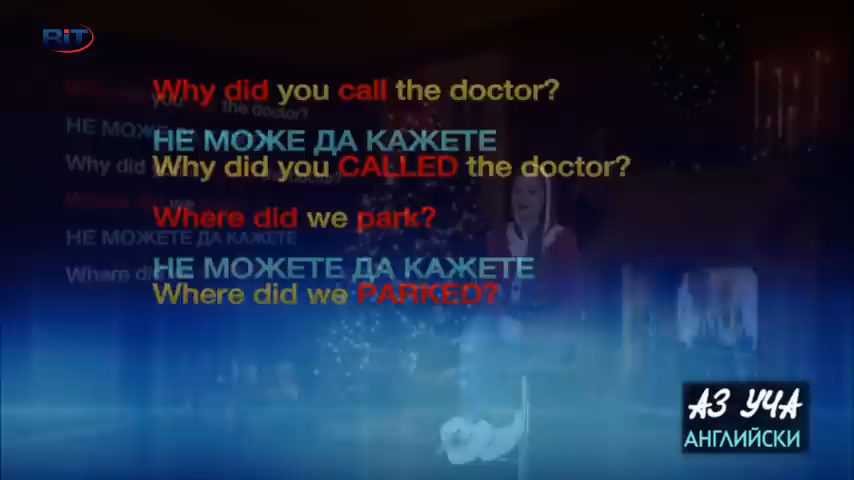 RiT
Why did you call the doctor?
НЕ МОЖЕ ДА КАЖЕТЕ
Why did you CALLED the doctor?
Where did we park?
НЕ МОЖЕТЕ ДА КАЖЕТЕ
Where did we PARKED?
АЗ УЧА
АНГЛИЙСКИ